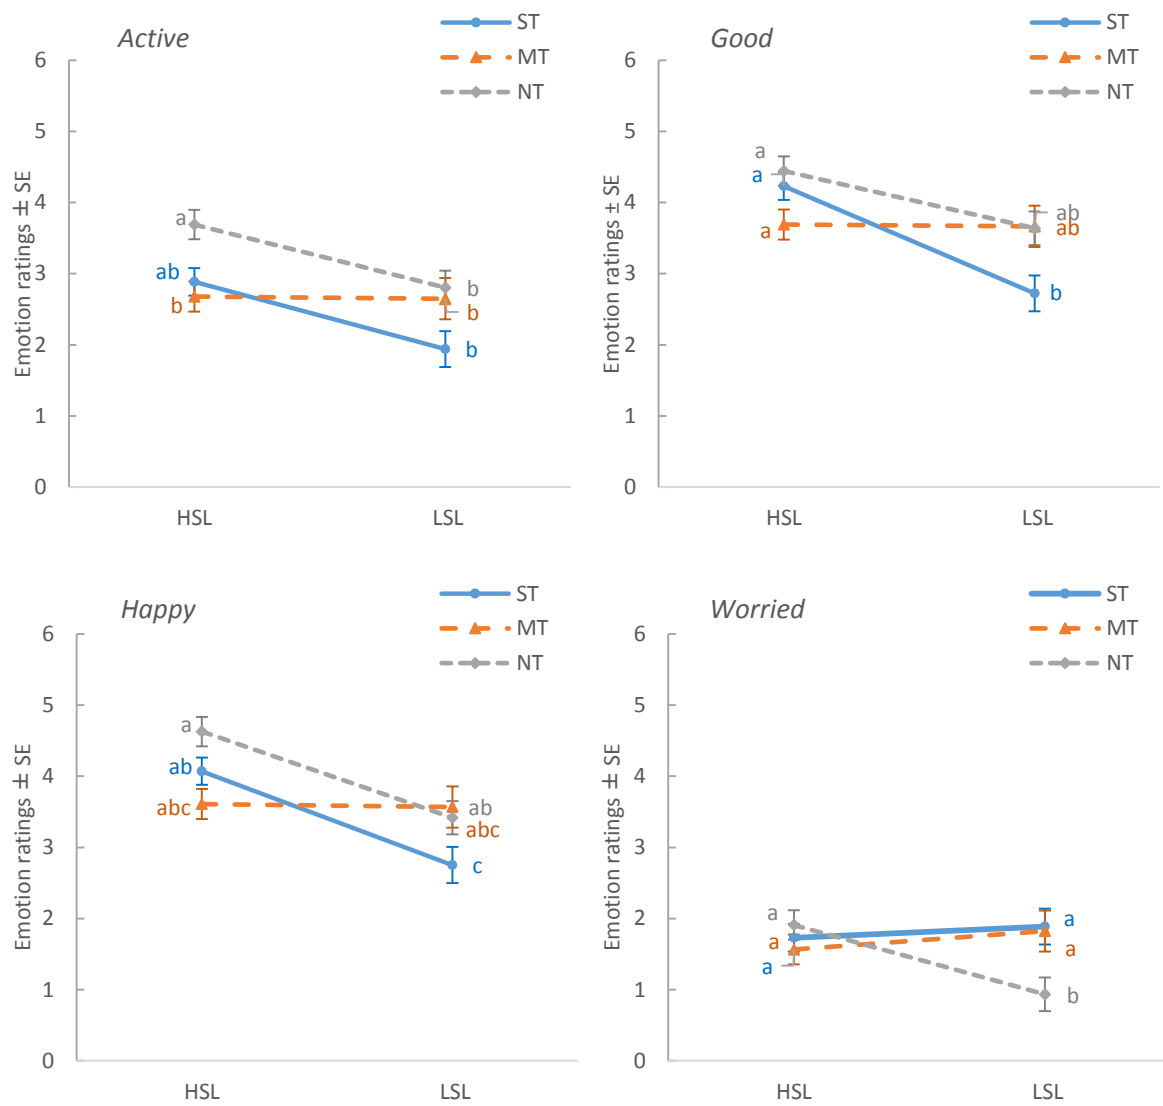 Active
ST
MT
NT
6
5
4
3
2
1
0
Emotion ratings ± SE
a
ab
b
b
b
b
HSL
LSL
Good
ST
MT
NT
6
5
4
3
2
1
0
Emotion ratings ± SE
a
a
a
ab
ab
b
HSL
LSL
Happy
ST
MT
NT
6
5
4
3
2
1
0
Emotion ratings ± SE
a
ab
abc
ab
abc
c
HSL
LSL
Worried
ST
MT
NT
6
5
4
3
2
1
0
Emotion ratings ± SE
a
a
a
a
a
b
HSL
LSL